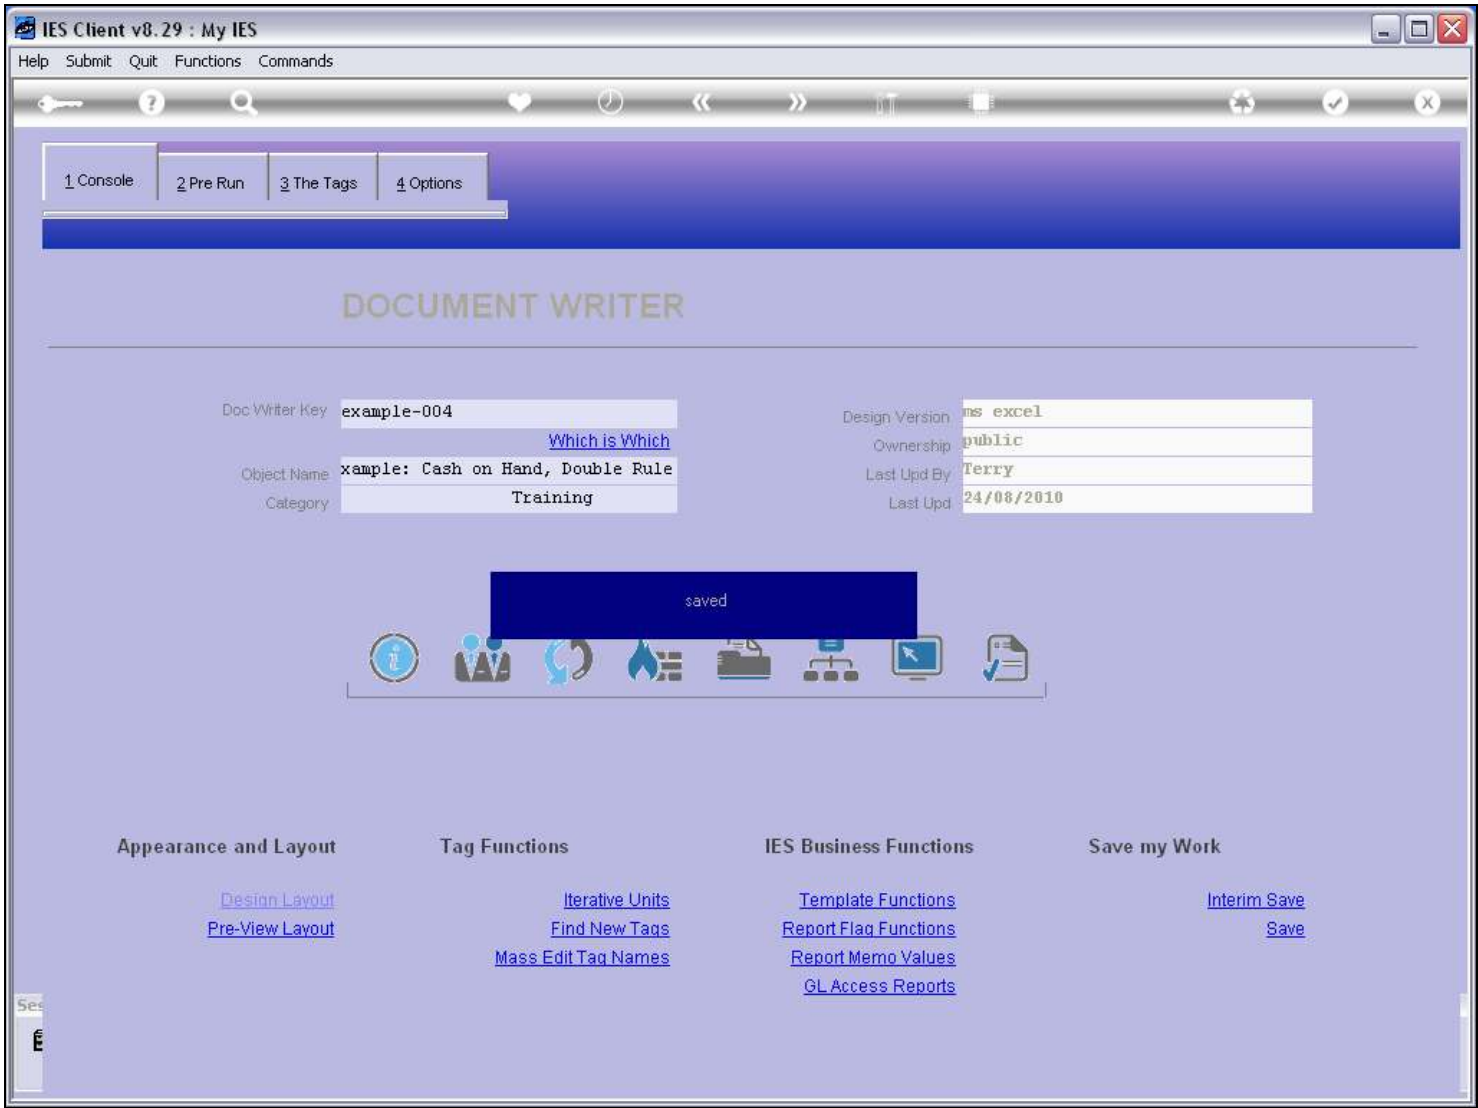 IES Client v8.29 : My IES
Help Submit Quit Functions Commands
1 Console 2 Pre Run 3 The Tags 4 Options
DOCUMENT WRITER
Doc Writer Key example-004
Which is Which
Object Name xample: Cash on Hand, Double Rule
Category Training
Design Version ms excel
Ownership public
Last Upd By Terry
Last Upd 24/08/2010
saved
Appearance and Layout
Design Layout
Pre-View Layout
Tag Functions
Iterative Units
Find New Tags
Mass Edit Tag Names
IES Business Functions
Template Functions
Report Flag Functions
Report Memo Values
GL Access Reports
Save my Work
Interim Save
Save
Ses